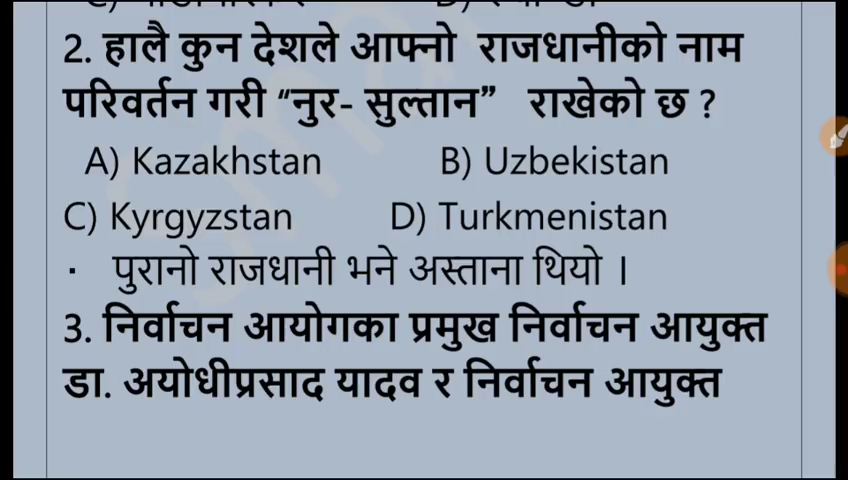 2. हालै कुन देशले आफ्नो राजधानीको नाम
परिवर्तन गरी “नुर- सुल्तान” राखेको छ ?
A) Kazakhstan B) Uzbekistan
C) Kyrgyzstan D) Turkmenistan
· पुरानो राजधानी भने अस्ताना थियो ।
3. निर्वाचन आयोगका प्रमुख निर्वाचन आयुक्त
डा. अयोधीप्रसाद यादव र निर्वाचन आयुक्त